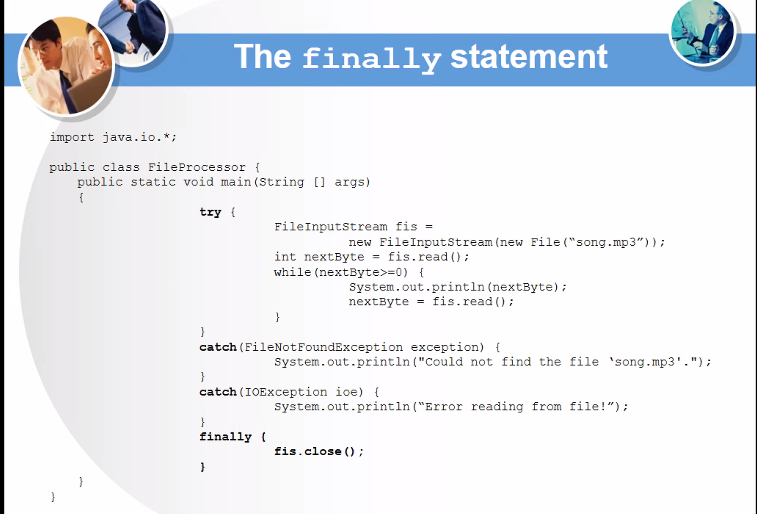 The finally statement
import java.io.*;
public class FileProcessor {
public static void main(String [] args)
{
try {
FileInputStream fis =
new FileInputStream(new File(“song.mp3”));
int nextByte = fis.read();
while(nextByte>=0) {
System.out.println(nextByte);
nextByte = fis.read();
}
}
catch(FileNotFoundException exception) {
System.out.println("Could not find the file ‘song.mp3'.");
}
catch(IOException ioe) {
System.out.println(“Error reading from file!”);
}
finally {
fis.close();
}
}
}